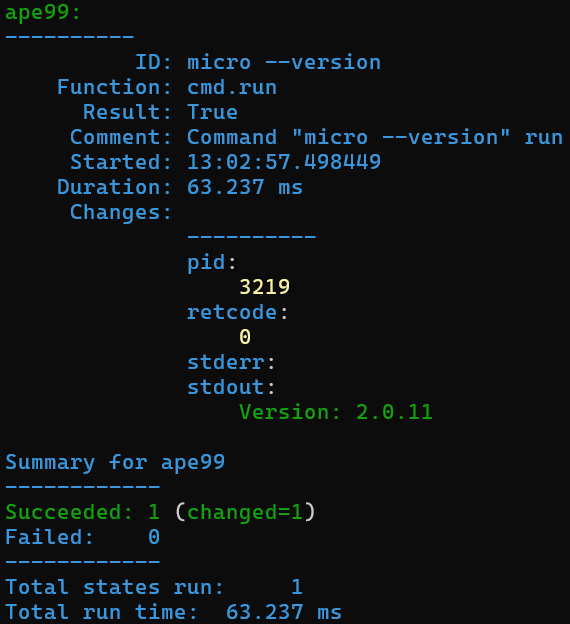 ape99:
----------
          ID: micro --version
    Function: cmd.run
      Result: True
     Comment: Command "micro --version" run
     Started: 13:02:57.498449
    Duration: 63.237 ms
     Changes:
              ----------
              pid:
                  3219
              retcode:
                  0
              stderr:
              stdout:
                  Version: 2.0.11

Summary for ape99
------------
Succeeded: 1 (changed=1)
Failed:    0
------------
Total states run:     1
Total run time:  63.237 ms